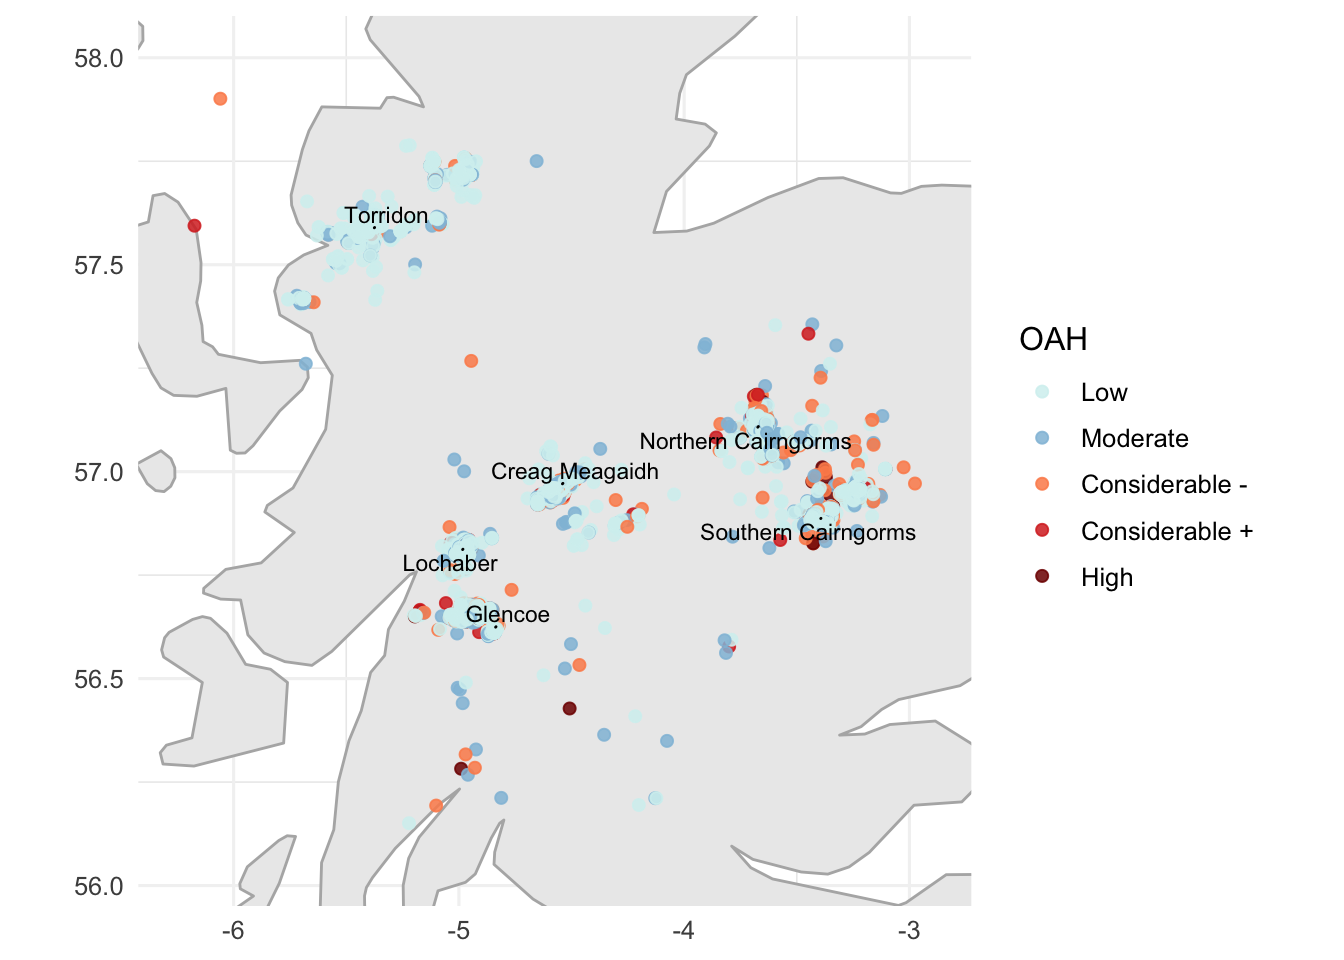 58.0
57.5
57.0
56.5
56.0
-6
-5
-4
-3
Torridon
Northern Cairngorms
Creag Meagaidh
Southern Cairngorms
Lochaber
Glencoe
OAH
Low
Moderate
Considerable -
Considerable +
High